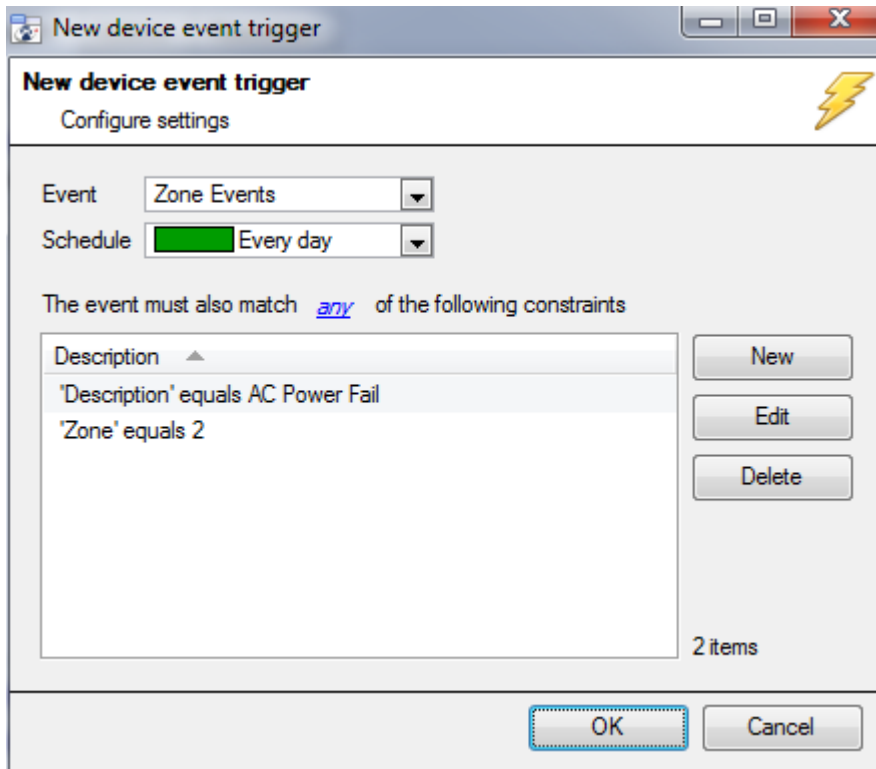 New device event trigger
New device event trigger
Configure settings
Event Zone Events
Schedule Every day
The event must also match any of the following constraints
Description
'Description' equals AC Power Fail
'Zone' equals 2
New
Edit
Delete
2 items
OK Cancel